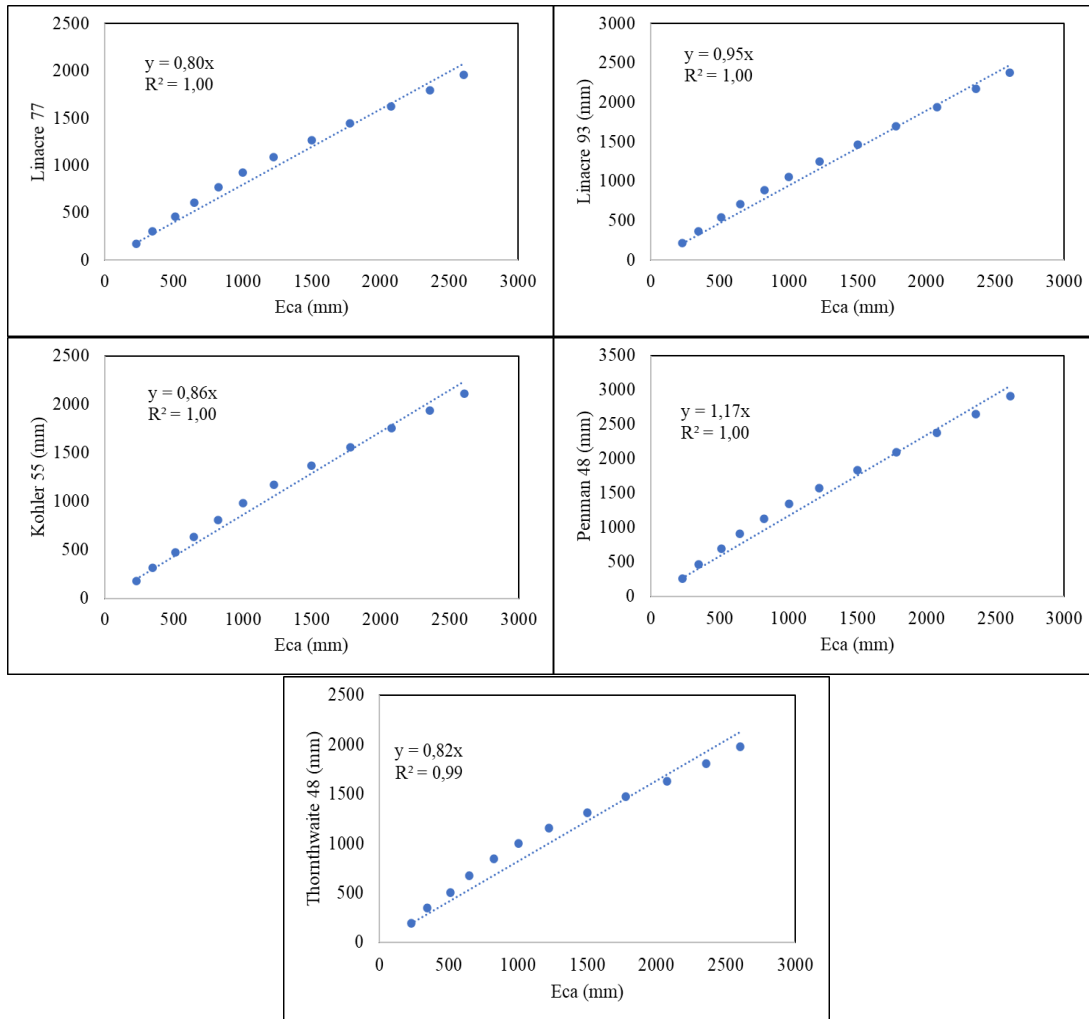 Linacre 77
2500
2000
1500
1000
500
0
y = 0,80x
R² = 1,00
0 500 1000 1500 2000 2500 3000
Eca (mm)
Linacre 93 (mm)
3000
2500
2000
1500
1000
500
0
y = 0,95x
R² = 1,00
0 500 1000 1500 2000 2500 3000
Eca (mm)
Kohler 55 (mm)
2500
2000
1500
1000
500
0
y = 0,86x
R² = 1,00
0 500 1000 1500 2000 2500 3000
Eca (mm)
Penman 48 (mm)
3500
3000
2500
2000
1500
1000
500
0
y = 1,17x
R² = 1,00
0 500 1000 1500 2000 2500 3000
Eca (mm)
Thornthwaite 48 (mm)
2500
2000
1500
1000
500
0
y = 0,82x
R² = 0,99
0 500 1000 1500 2000 2500 3000
Eca (mm)